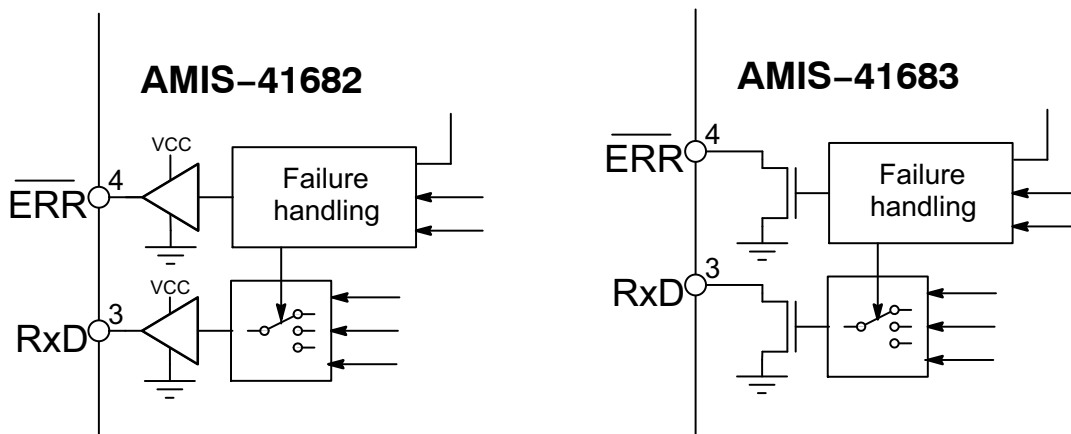 AMIS−41682
VCC
4
ERR
Failure
handling
VCC
3
RxD
AMIS−41683
4
ERR
Failure
handling
3
RxD